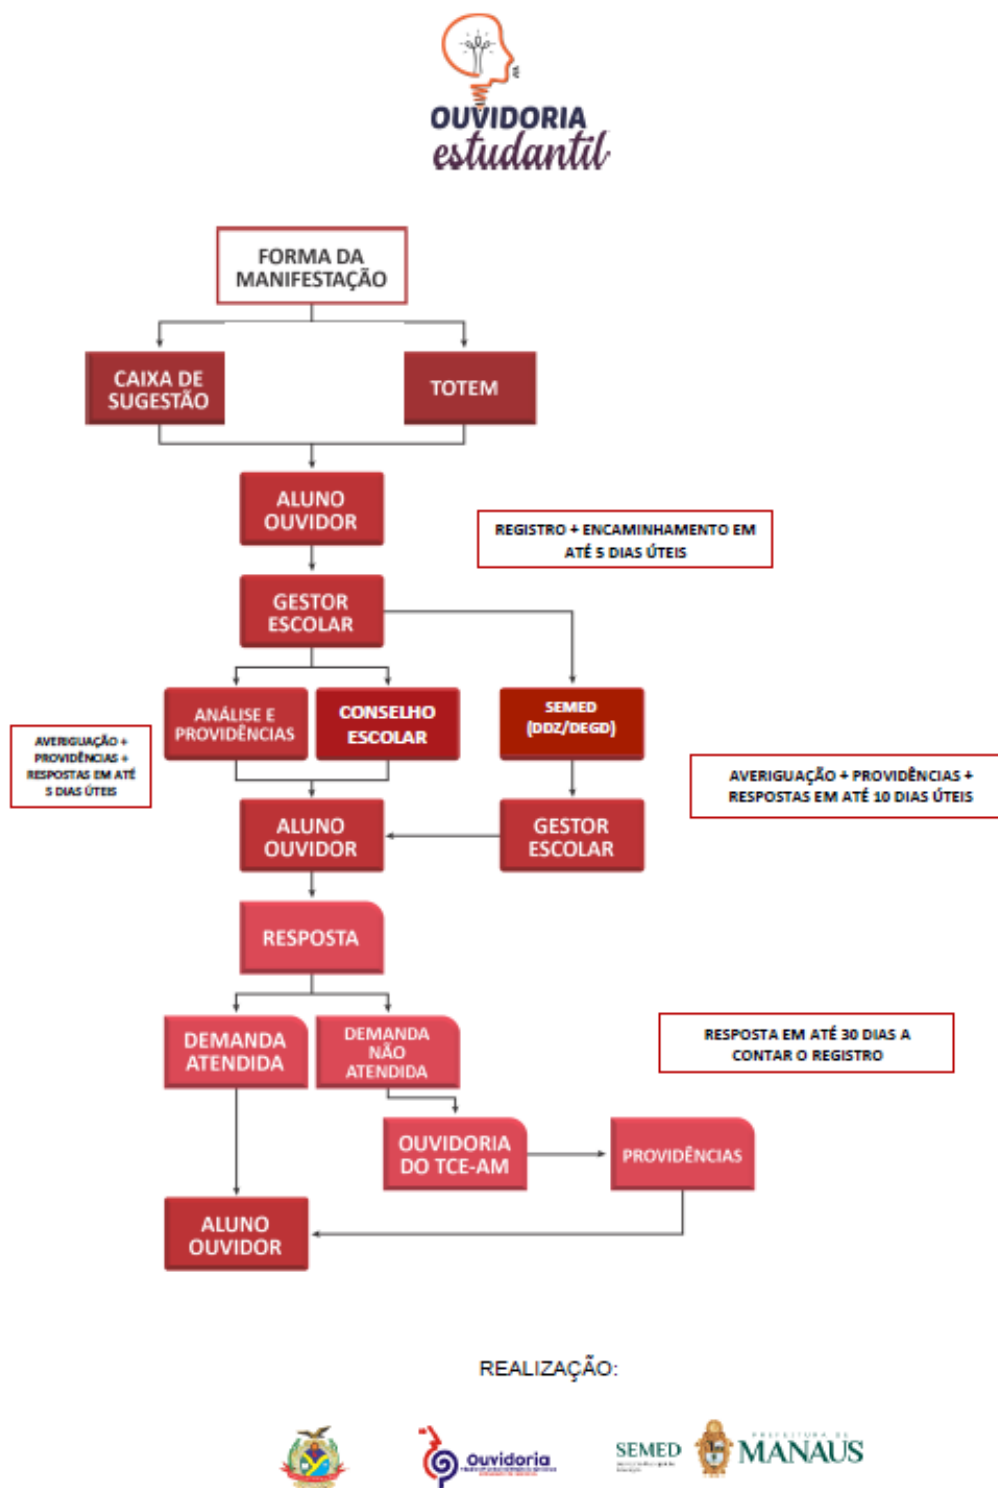 OUVIDORIA
estudantil
FORMA DA
MANIFESTAÇÃO
CAIXA DE
SUGESTÃO
TOTEM
ALUNO
OUVIDOR
REGISTRO + ENCAMINHAMENTO EM
ATÉ 5 DIAS ÚTEIS
GESTOR
ESCOLAR
ANÁLISE E
PROVIDÊNCIAS
CONSELHO
ESCOLAR
SEMED
(DDZ/DEGD)
AVERIGUAÇÃO +
PROVIDÊNCIAS +
RESPOSTAS EM ATÉ
5 DIAS ÚTEIS
AVERIGUAÇÃO + PROVIDÊNCIAS +
RESPOSTAS EM ATÉ 10 DIAS ÚTEIS
ALUNO
OUVIDOR
GESTOR
ESCOLAR
RESPOSTA
DEMANDA
ATENDIDA
DEMANDA
NÃO
ATENDIDA
RESPOSTA EM ATÉ 30 DIAS A
CONTAR O REGISTRO
OUVIDORIA
DO TCE-AM
PROVIDÊNCIAS
ALUNO
OUVIDOR
REALIZAÇÃO:
Ouvidoria
SEMED
PREFEITURA DE
MANAUS